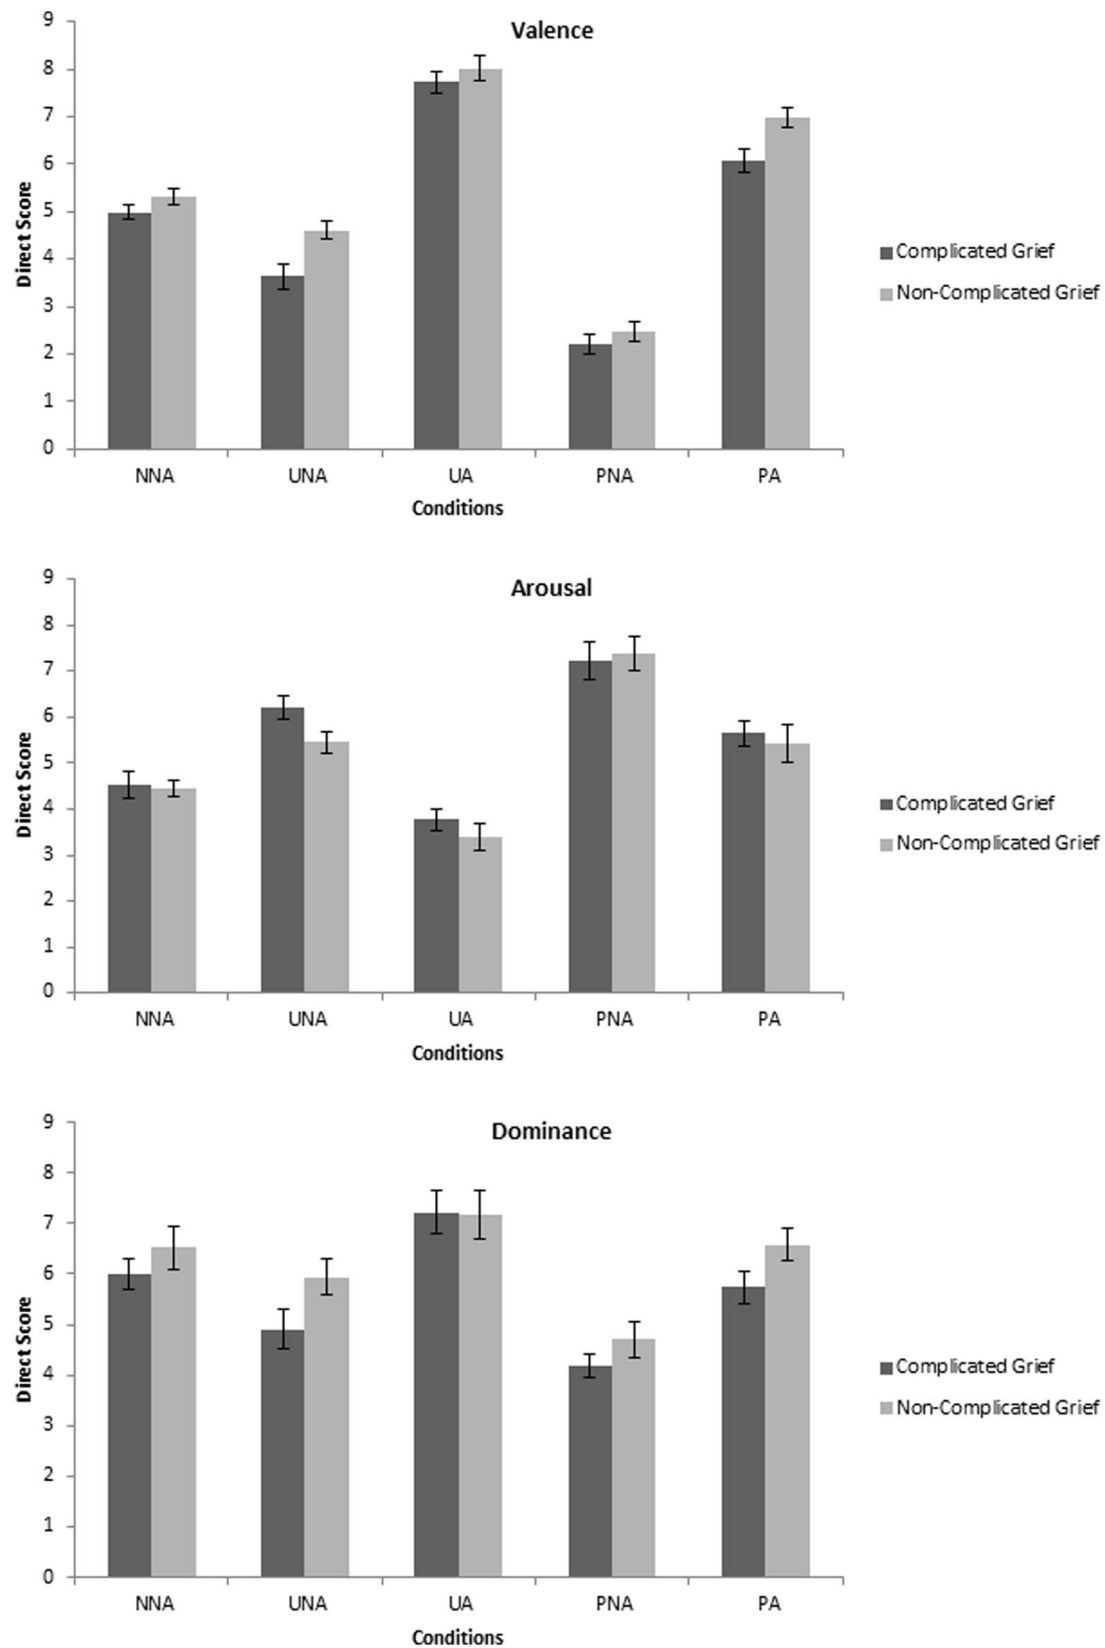 Valence
9
8
7
6
5
4
3
2
1
0
Direct Score
NNA UNA UA PNA PA
Conditions
Complicated Grief
Non-Complicated Grief
Arousal
9
8
7
6
5
4
3
2
1
0
Direct Score
NNA UNA UA PNA PA
Conditions
Complicated Grief
Non-Complicated Grief
Dominance
9
8
7
6
5
4
3
2
1
0
Direct Score
NNA UNA UA PNA PA
Conditions
Complicated Grief
Non-Complicated Grief